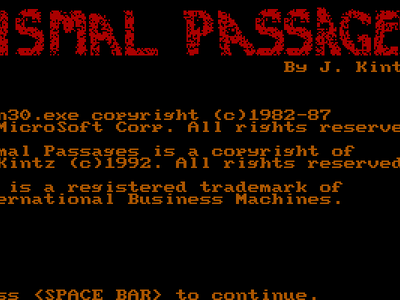 ISMAL PASSAGE
By J. Kint
n30.exe copyright (c)1982-87
MicroSoft Corp. All rights reserve
mal Passages is a copyright of
Kintz (c)1992. All rights reserved
is a registered trademark of
ernational Business Machines.
ss <SPACE BAR> to continue.